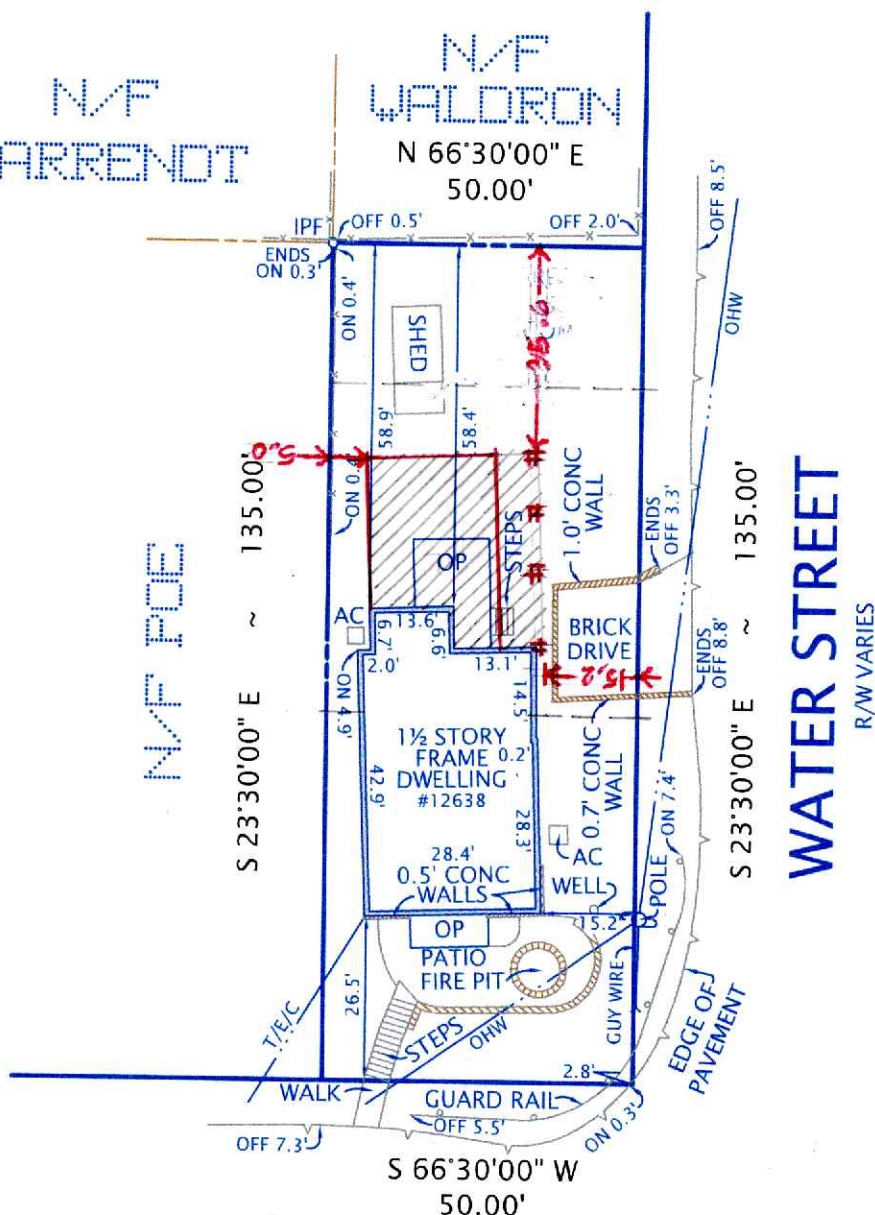 N/F
WALDRON
N/F
ARRENDT
N 66°30'00" E
50.00'
IPF
OFF 0.5'
OFF 2.0'
OFF 8.5'
ENDS
ON 0.3'
ON 0.4'
SHED
OHW
58.9'
58.4'
5.0
135.00'
S 23°30'00" E ~ 135.00'
N/F POE
OP
STEPS
1.0' CONC
WALL
ENDS
OFF 3.3'
AC
13.6'
6.7'
6.6'
2.0'
13.1'
BRICK
DRIVE
15.2
ENDS
OFF 8.8'
ON 4.9'
14.5'
1½ STORY
FRAME
DWELLING
#12638
0.2'
42.9'
28.3'
0.7' CONC
WALL
S 23°30'00" E ~
WATER STREET
R/W VARIES
28.4'
0.5' CONC
WALLS
AC
WELL
POLE
ON 7.4'
15.2'
OP
PATIO
FIRE PIT
26.5'
T/E/C
STEPS
OHW
GUY WIRE
EDGE OF
PAVEMENT
2.8'
WALK
GUARD RAIL
ON 0.3'
OFF 5.5'
OFF 7.3'
S 66°30'00" W
50.00'